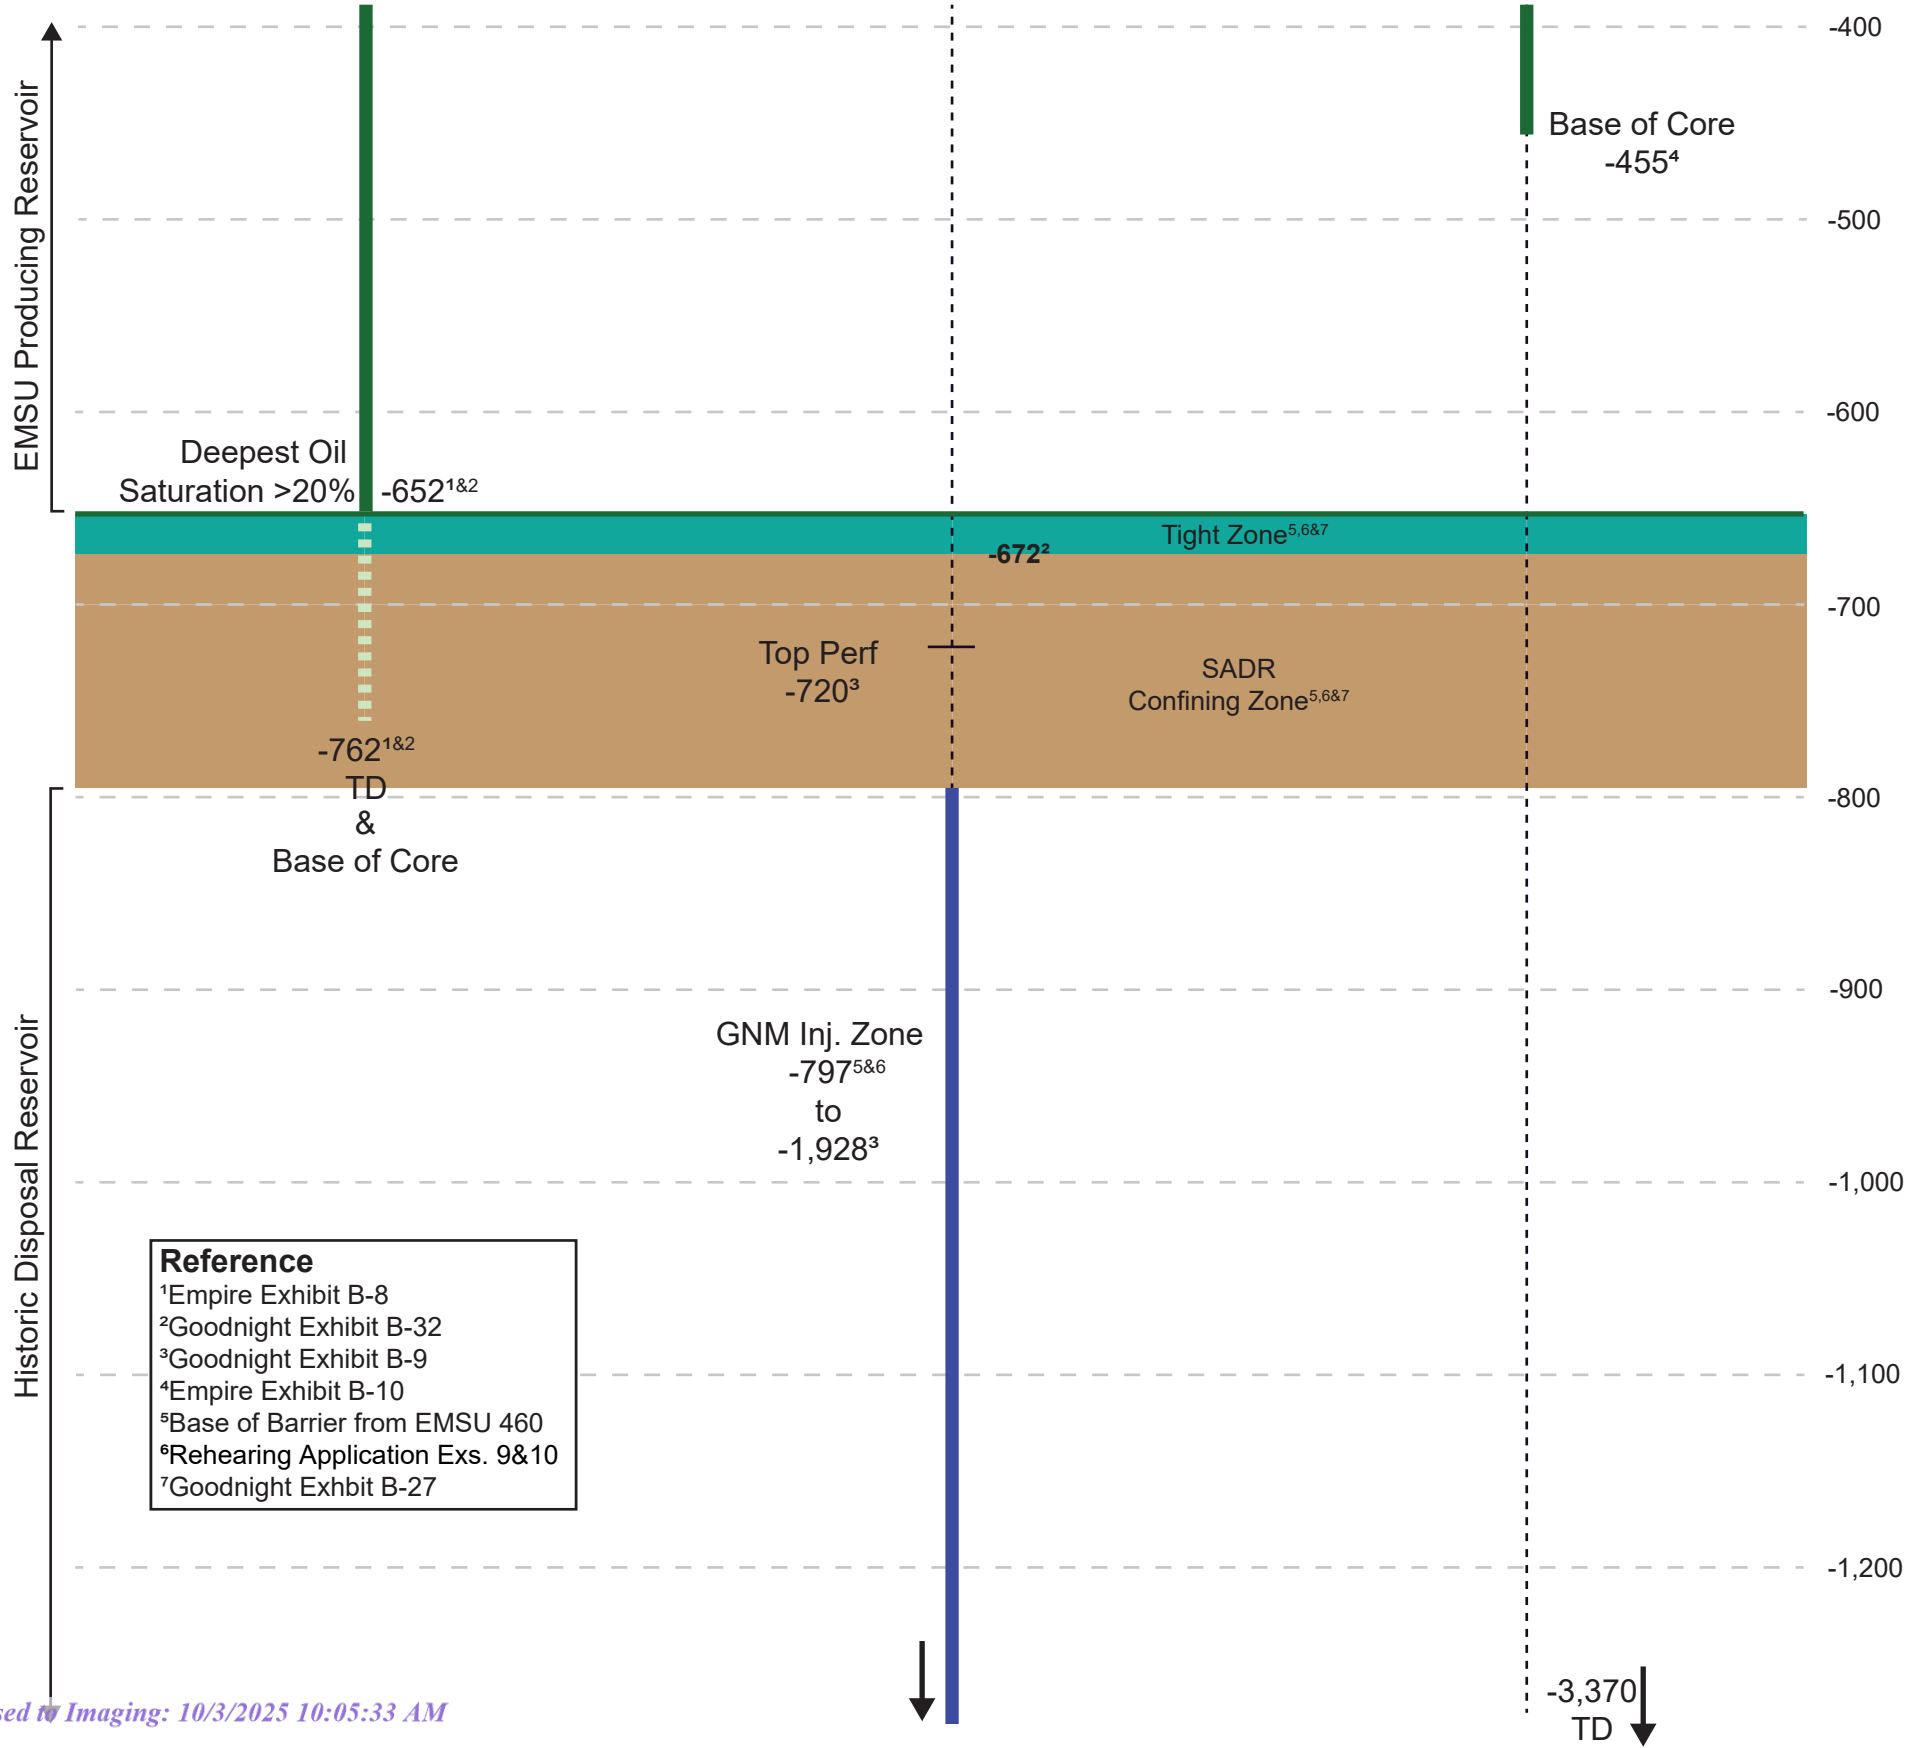 EMSU Producing Reservoir
-400
Base of Core
-455⁴
-500
-600
Deepest Oil
Saturation >20% -652¹&²
Tight Zone⁵,⁶&⁷
-672²
-700
Top Perf
-720³
SADR
Confining Zone⁵,⁶&⁷
-762¹&²
TD
&
Base of Core
-800
-900
Historic Disposal Reservoir
GNM Inj. Zone
-797⁵&⁶
to
-1,928³
-1,000
-1,100
-1,200
Reference
¹Empire Exhibit B-8
²Goodnight Exhibit B-32
³Goodnight Exhibit B-9
⁴Empire Exhibit B-10
⁵Base of Barrier from EMSU 460
⁶Rehearing Application Exs. 9&10
⁷Goodnight Exhbit B-27
-3,370
TD
sed to Imaging: 10/3/2025 10:05:33 AM